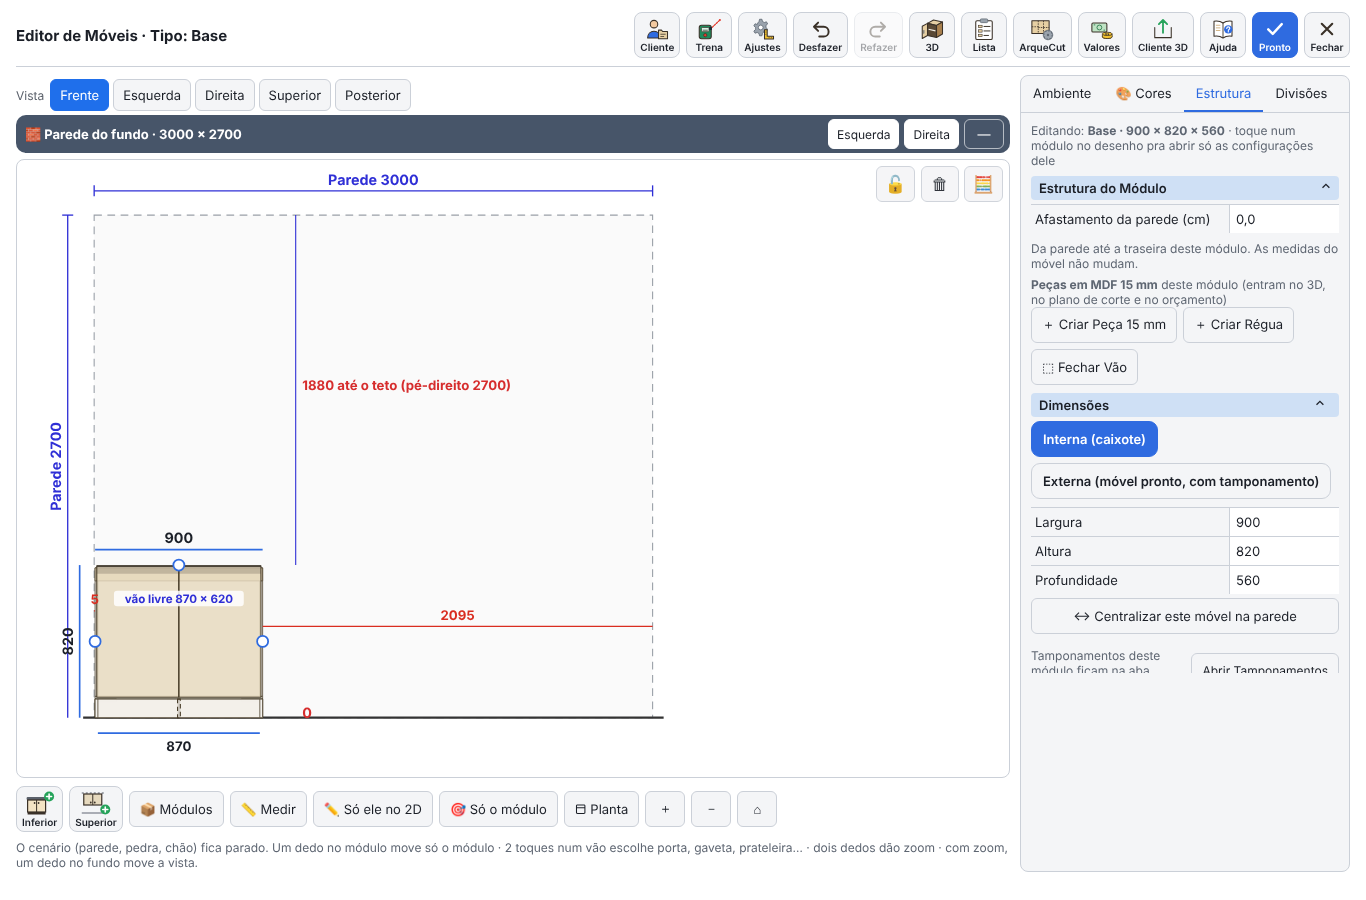 Editor de Móveis · Tipo: Base
Cliente
Trena
Ajustes
Desfazer
Refazer
3D
Lista
ArqueCut
Valores
Cliente 3D
Ajuda
Pronto
Fechar
Vista
Frente
Esquerda
Direita
Superior
Posterior
Parede do fundo · 3000 × 2700
Esquerda
Direita
—
Parede 3000
1880 até o teto (pé-direito 2700)
Parede 2700
900
5
vão livre 870 × 620
820
2095
0
870
Inferior
Superior
Módulos
Medir
Só ele no 2D
Só o módulo
Planta
+
−
⌂
O cenário (parede, pedra, chão) fica parado. Um dedo no módulo move só o módulo · 2 toques num vão escolhe porta, gaveta, prateleira... · dois dedos dão zoom · com zoom,
um dedo no fundo move a vista.
Ambiente
Cores
Estrutura
Divisões
Editando: Base · 900 × 820 × 560 · toque num
módulo no desenho pra abrir só as configurações
dele
Estrutura do Módulo
Afastamento da parede (cm)
0,0
Da parede até a traseira deste módulo. As medidas do
móvel não mudam.
Peças em MDF 15 mm deste módulo (entram no 3D,
no plano de corte e no orçamento)
+ Criar Peça 15 mm
+ Criar Régua
Fechar Vão
Dimensões
Interna (caixote)
Externa (móvel pronto, com tamponamento)
Largura
900
Altura
820
Profundidade
560
↔ Centralizar este móvel na parede
Tamponamentos deste
módulo ficam na aba
Abrir Tamponamentos